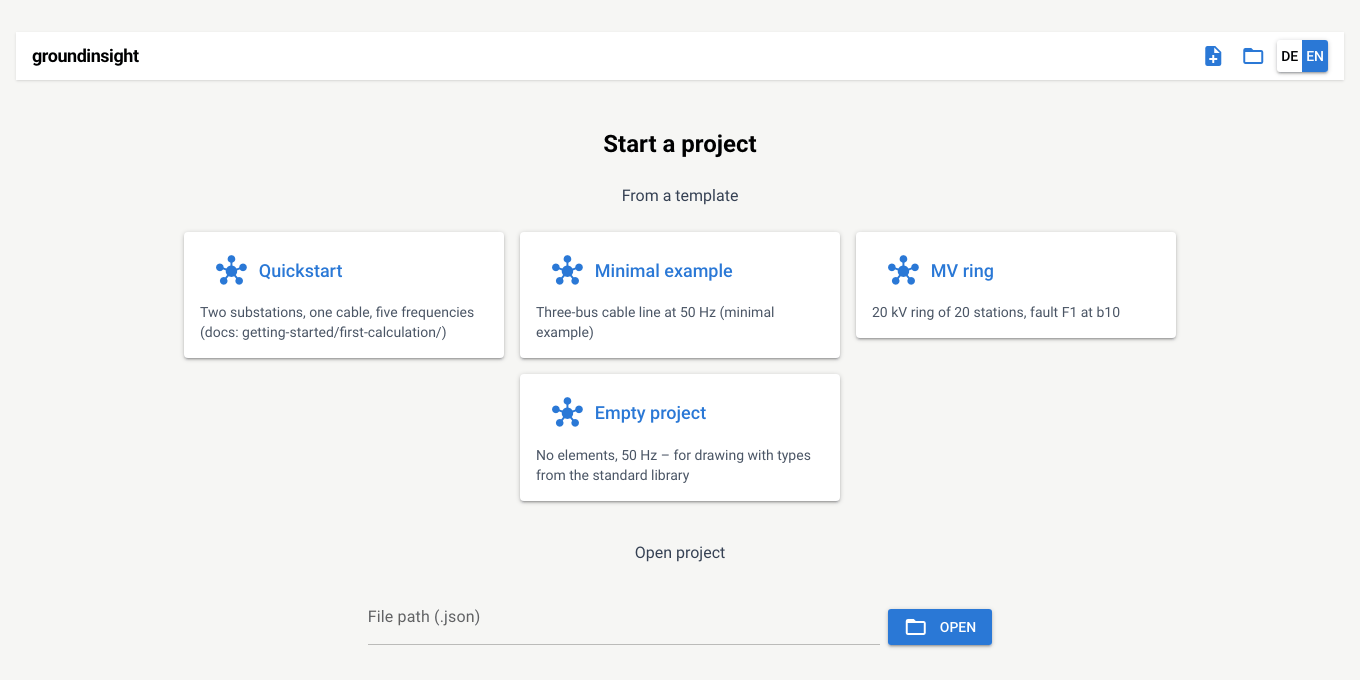 groundinsight
DE EN
Start a project
From a template
Quickstart
Two substations, one cable, five frequencies
(docs: getting-started/first-calculation/)
Minimal example
Three-bus cable line at 50 Hz (minimal
example)
MV ring
20 kV ring of 20 stations, fault F1 at b10
Empty project
No elements, 50 Hz – for drawing with types
from the standard library
Open project
File path (.json)
OPEN